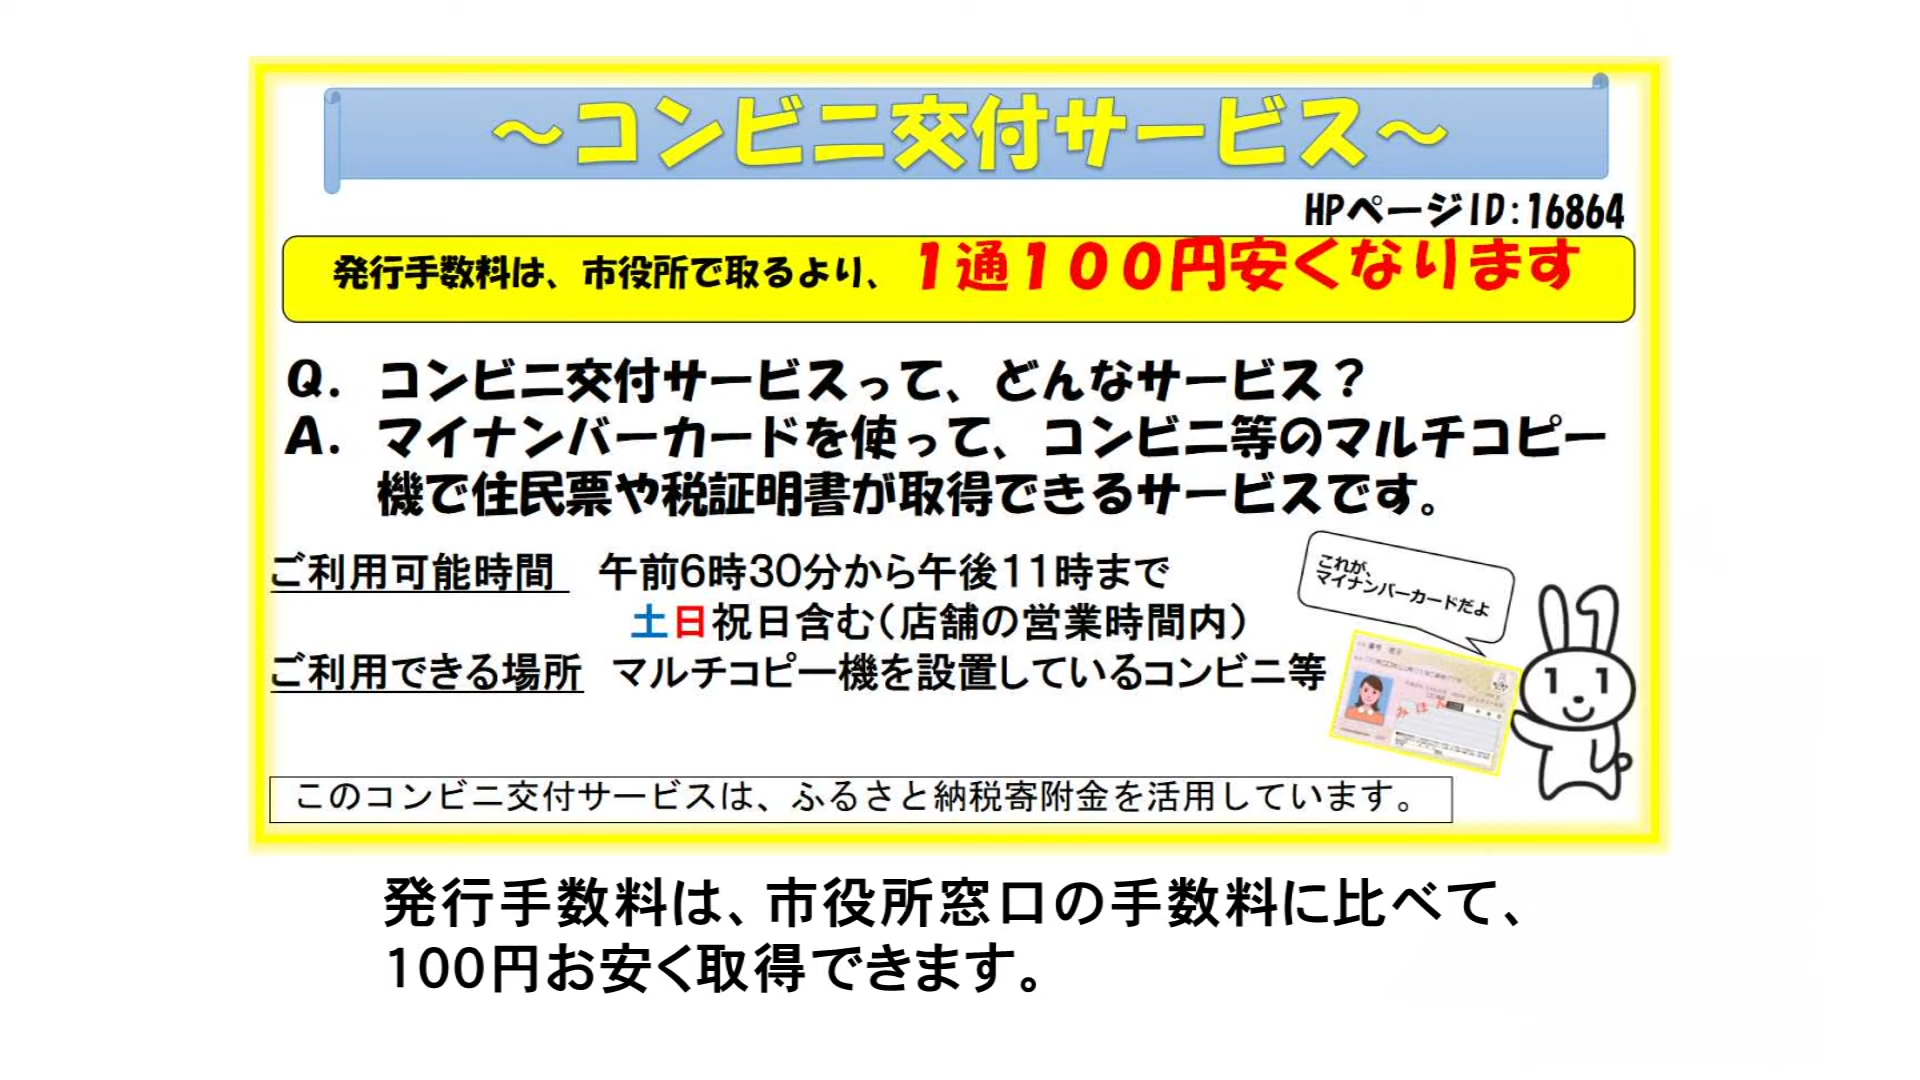 ～コンビニ交付サービス～
HPページID：16864
発行手数料は、市役所で取るより、1通100円安くなります
Q．コンビニ交付サービスって、どんなサービス？
A．マイナンバーカードを使って、コンビニ等のマルチコピー
機で住民票や税証明書が取得できるサービスです。
ご利用可能時間　午前6時30分から午後11時まで
土日祝日含む（店舗の営業時間内）
ご利用できる場所　マルチコピー機を設置しているコンビニ等
これが、
マイナンバーカードだよ
みほん
このコンビニ交付サービスは、ふるさと納税寄附金を活用しています。
発行手数料は、市役所窓口の手数料に比べて、
100円お安く取得できます。